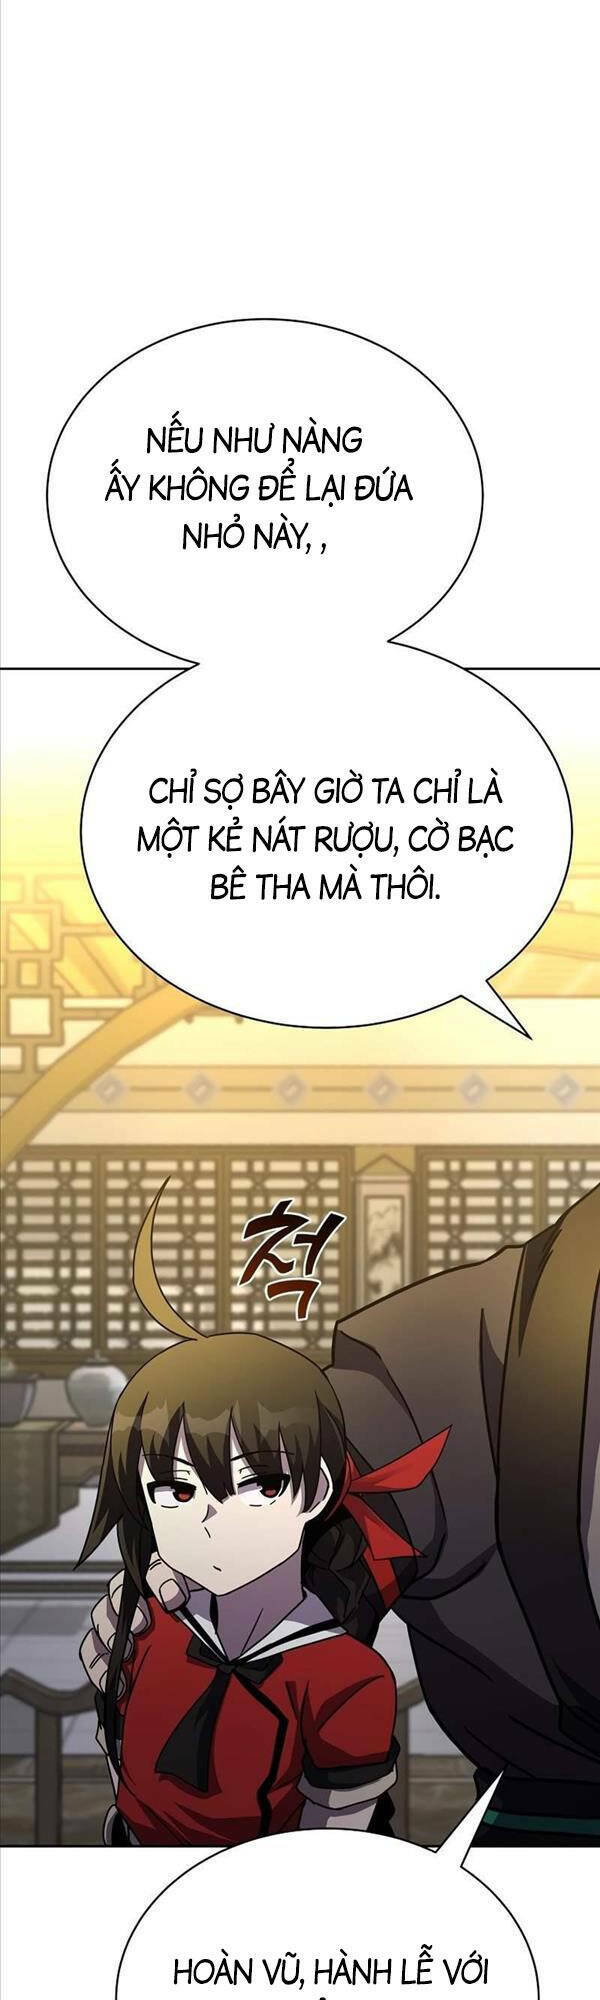 NẾU NHƯ NÀNG
ẤY KHÔNG ĐỂ LẠI ĐỨA
NHỎ NÀY, ,
CHỈ SỢ BÂY GIỜ TA CHỈ LÀ
MỘT KẺ NÁT RƯỢU, CỜ BẠC
BÊ THA MÀ THÔI.
척
HOÀN VŨ, HÀNH LỄ VỚI